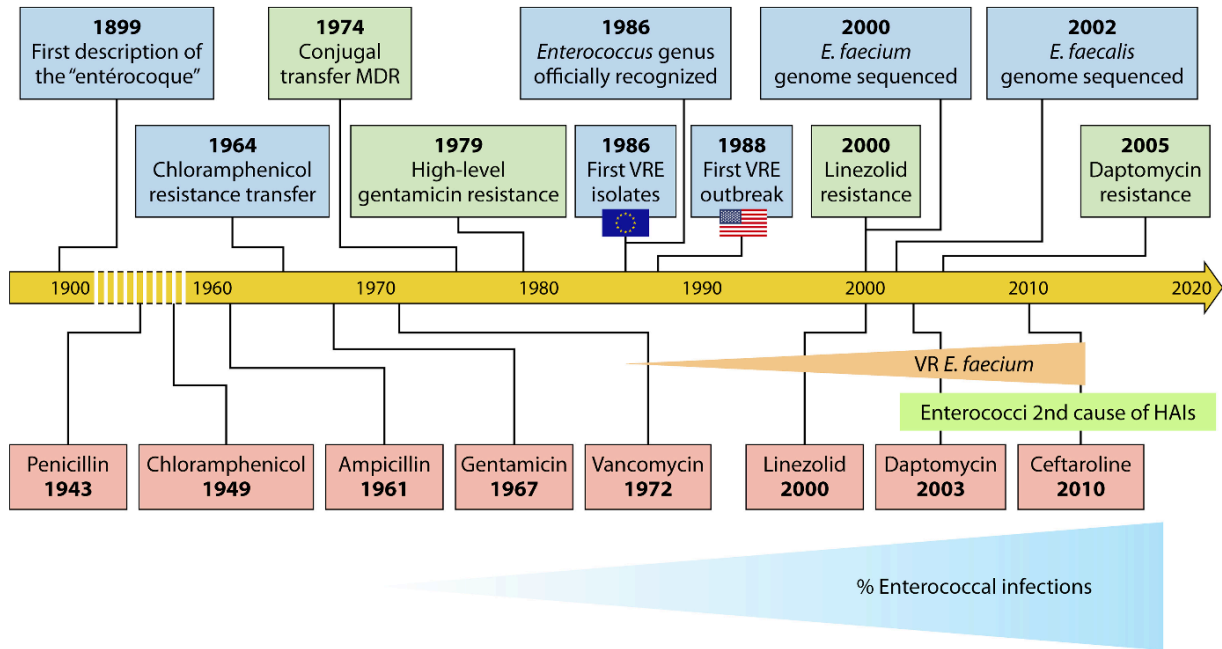 1899
First description of
the “entérocoque”
1974
Conjugal
transfer MDR
1986
Enterococcus genus
officially recognized
2000
E. faecium
genome sequenced
2002
E. faecalis
genome sequenced
1964
Chloramphenicol
resistance transfer
1979
High-level
gentamicin resistance
1986
First VRE
isolates
1988
First VRE
outbreak
2000
Linezolid
resistance
2005
Daptomycin
resistance
1900 1960 1970 1980 1990 2000 2010 2020
VR E. faecium
Enterococci 2nd cause of HAIs
Penicillin
1943
Chloramphenicol
1949
Ampicillin
1961
Gentamicin
1967
Vancomycin
1972
Linezolid
2000
Daptomycin
2003
Ceftaroline
2010
% Enterococcal infections